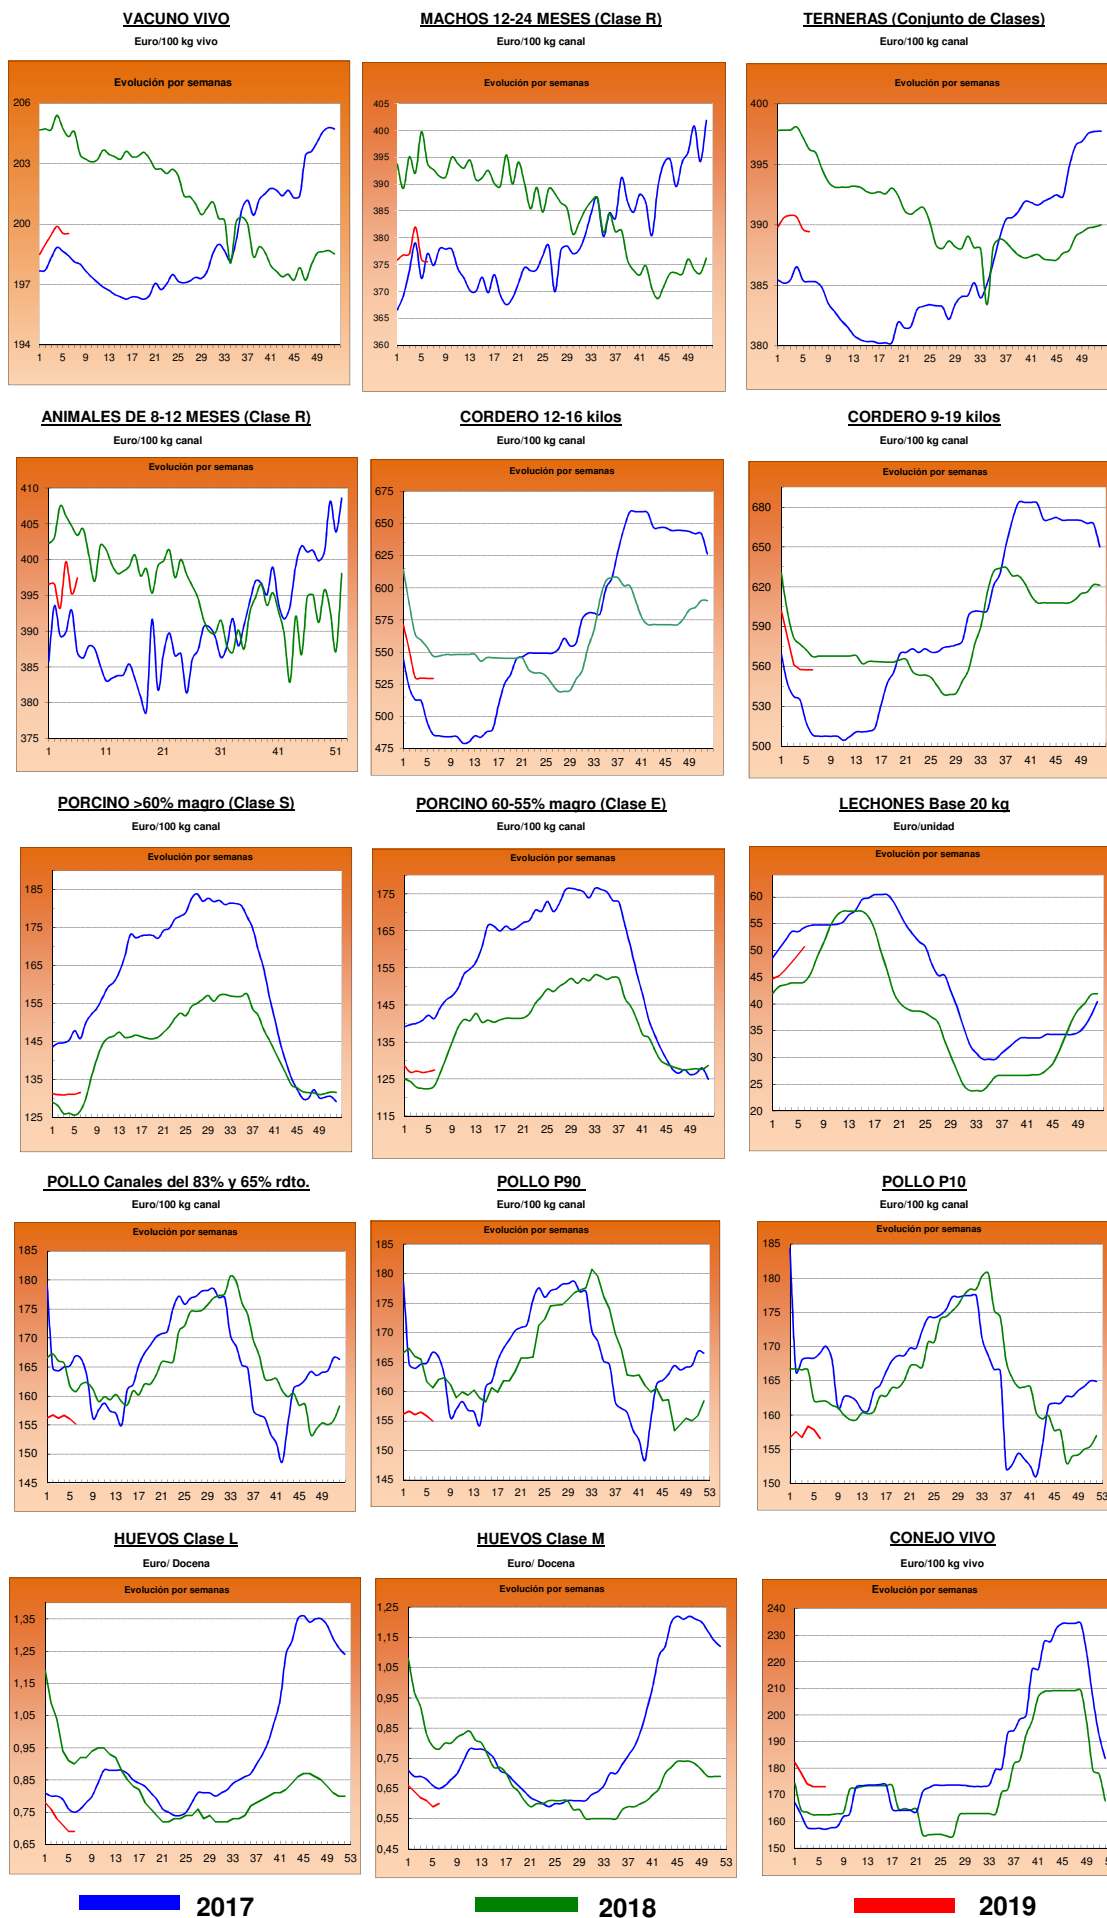 VACUNO VIVO
Euro/100 kg vivo
Evolución por semanas
206
203
200
197
194
1 5 9 13 17 21 25 29 33 37 41 45 49
MACHOS 12-24 MESES (Clase R)
Euro/100 kg canal
Evolución por semanas
405
400
395
390
385
380
375
370
365
360
1 5 9 13 17 21 25 29 33 37 41 45 49
TERNERAS (Conjunto de Clases)
Euro/100 kg canal
Evolución por semanas
400
395
390
385
380
1 5 9 13 17 21 25 29 33 37 41 45 49
ANIMALES DE 8-12 MESES (Clase R)
Euro/100 kg canal
Evolución por semanas
410
405
400
395
390
385
380
375
1 11 21 31 41 51
CORDERO 12-16 kilos
Euro/100 kg canal
Evolución por semanas
675
625
575
525
475
1 5 9 13 17 21 25 29 33 37 41 45 49
CORDERO 9-19 kilos
Euro/100 kg canal
Evolución por semanas
680
650
620
590
560
530
500
1 5 9 13 17 21 25 29 33 37 41 45 49
PORCINO >60% magro (Clase S)
Euro/100 kg canal
Evolución por semanas
185
175
165
155
145
135
125
1 5 9 13 17 21 25 29 33 37 41 45 49
PORCINO 60-55% magro (Clase E)
Euro/100 kg canal
Evolución por semanas
175
165
155
145
135
125
115
1 5 9 13 17 21 25 29 33 37 41 45 49
LECHONES Base 20 kg
Euro/unidad
Evolución por semanas
60
55
50
45
40
35
30
25
20
1 5 9 13 17 21 25 29 33 37 41 45 49
POLLO Canales del 83% y 65% rdto.
Euro/100 kg canal
Evolución por semanas
185
180
175
170
165
160
155
150
145
1 5 9 13 17 21 25 29 33 37 41 45 49
POLLO P90
Euro/100 kg canal
Evolución por semanas
185
180
175
170
165
160
155
150
145
1 5 9 13 17 21 25 29 33 37 41 45 49 53
POLLO P10
Euro/100 kg canal
Evolución por semanas
185
180
175
170
165
160
155
150
1 5 9 13 17 21 25 29 33 37 41 45 49 53
HUEVOS Clase L
Euro/ Docena
Evolución por semanas
1,35
1,25
1,15
1,05
0,95
0,85
0,75
0,65
1 5 9 13 17 21 25 29 33 37 41 45 49 53
HUEVOS Clase M
Euro/ Docena
Evolución por semanas
1,25
1,15
1,05
0,95
0,85
0,75
0,65
0,55
0,45
1 5 9 13 17 21 25 29 33 37 41 45 49 53
CONEJO VIVO
Euro/100 kg vivo
Evolución por semanas
240
230
220
210
200
190
180
170
160
150
1 5 9 13 17 21 25 29 33 37 41 45 49
2017 2018 2019